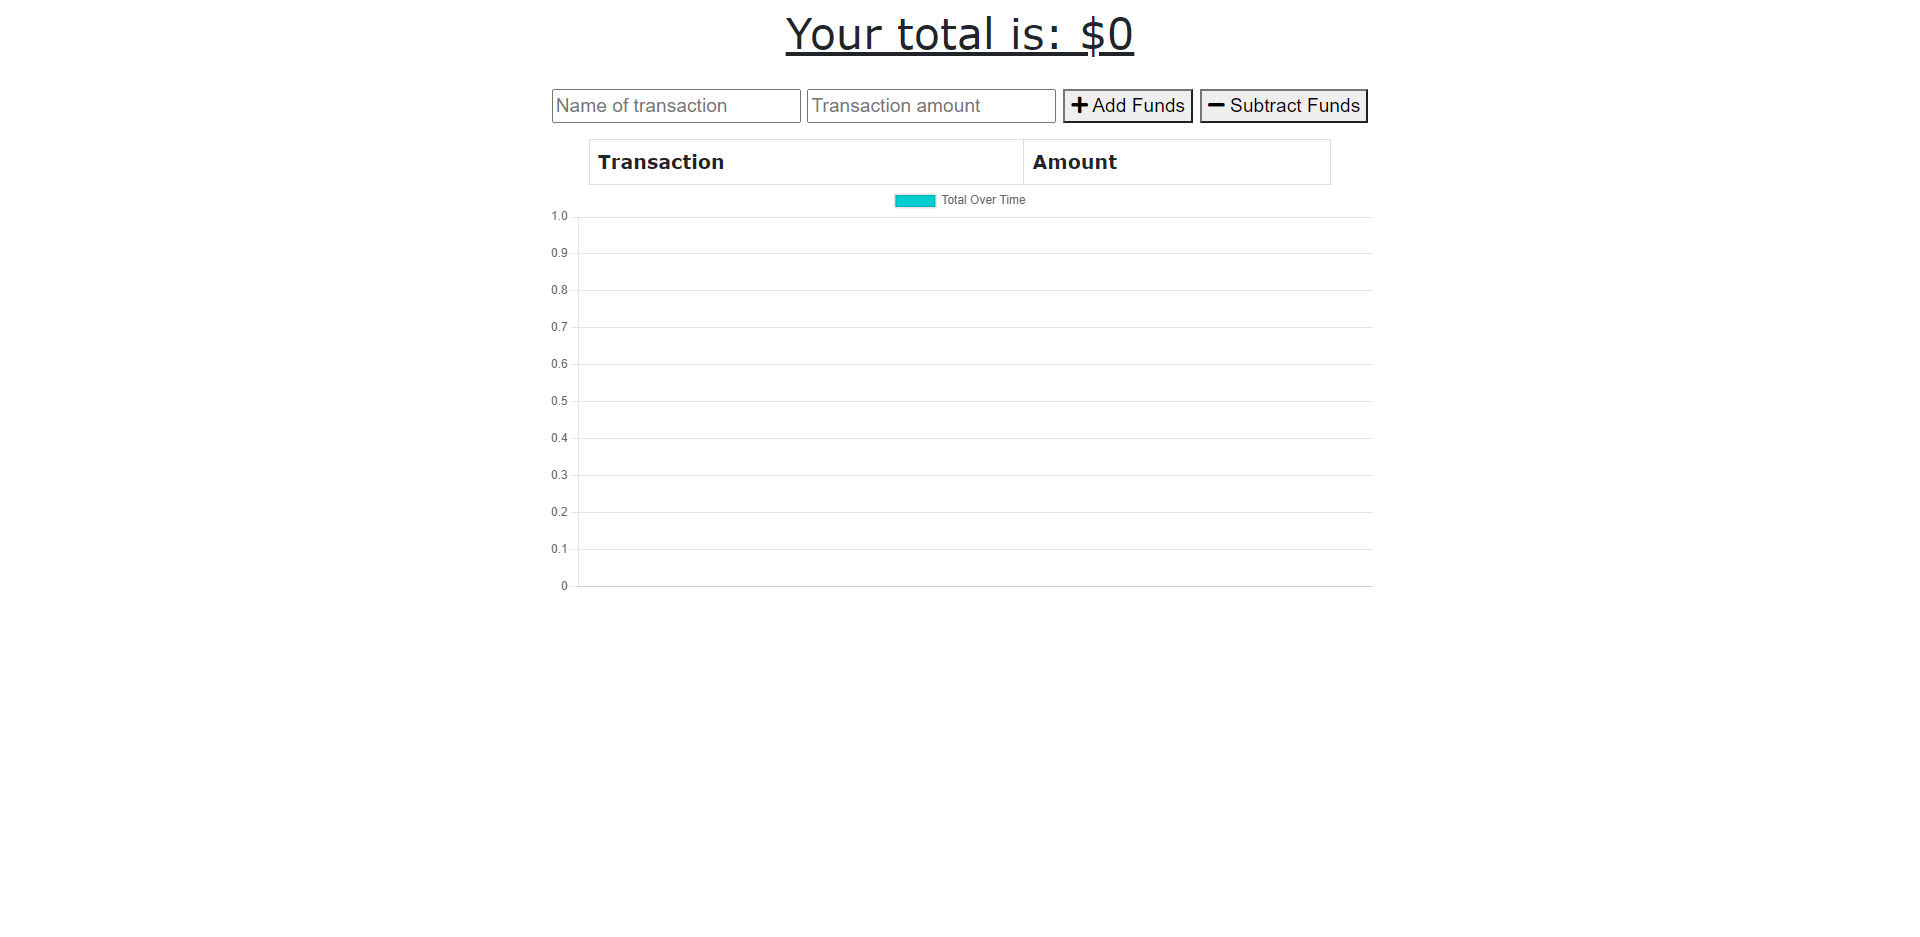 Your total is: $0
Name of transaction Transaction amount Add Funds Subtract Funds
Transaction Amount
Total Over Time
1.0
0.9
0.8
0.7
0.6
0.5
0.4
0.3
0.2
0.1
0